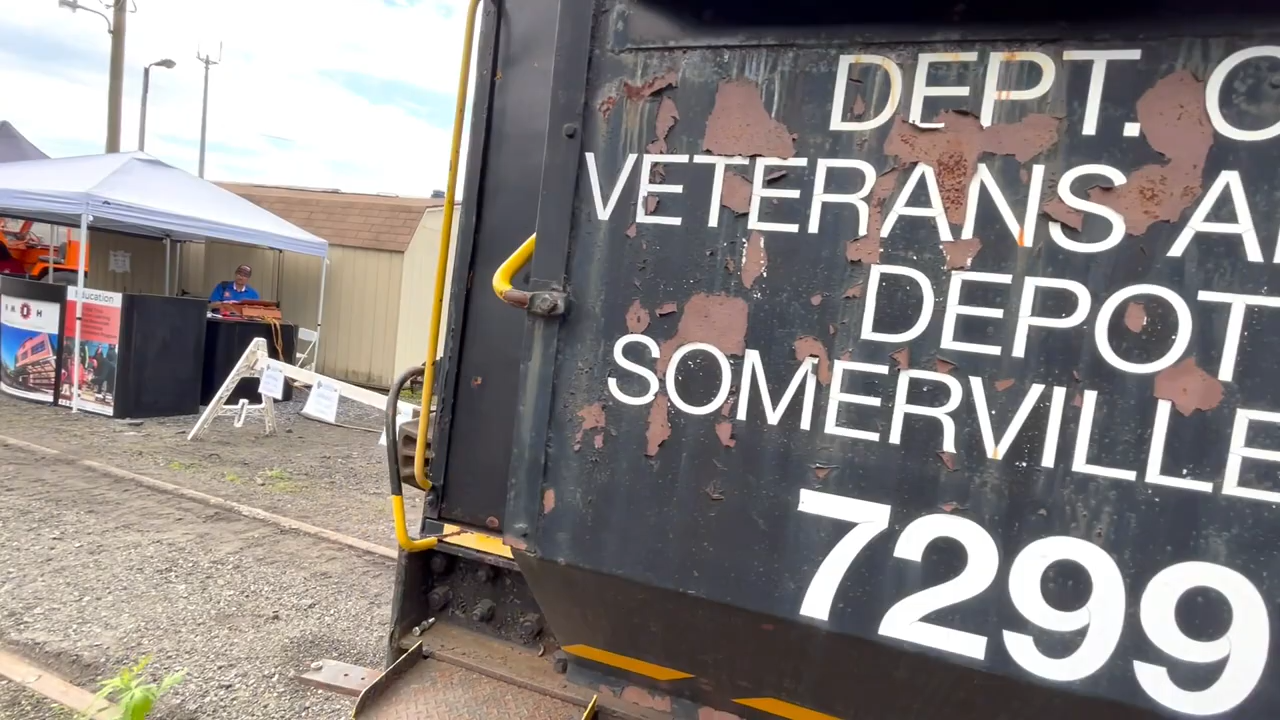 DEPT. O
VETERANS A
DEPOT
SOMERVILLE
7299
Education